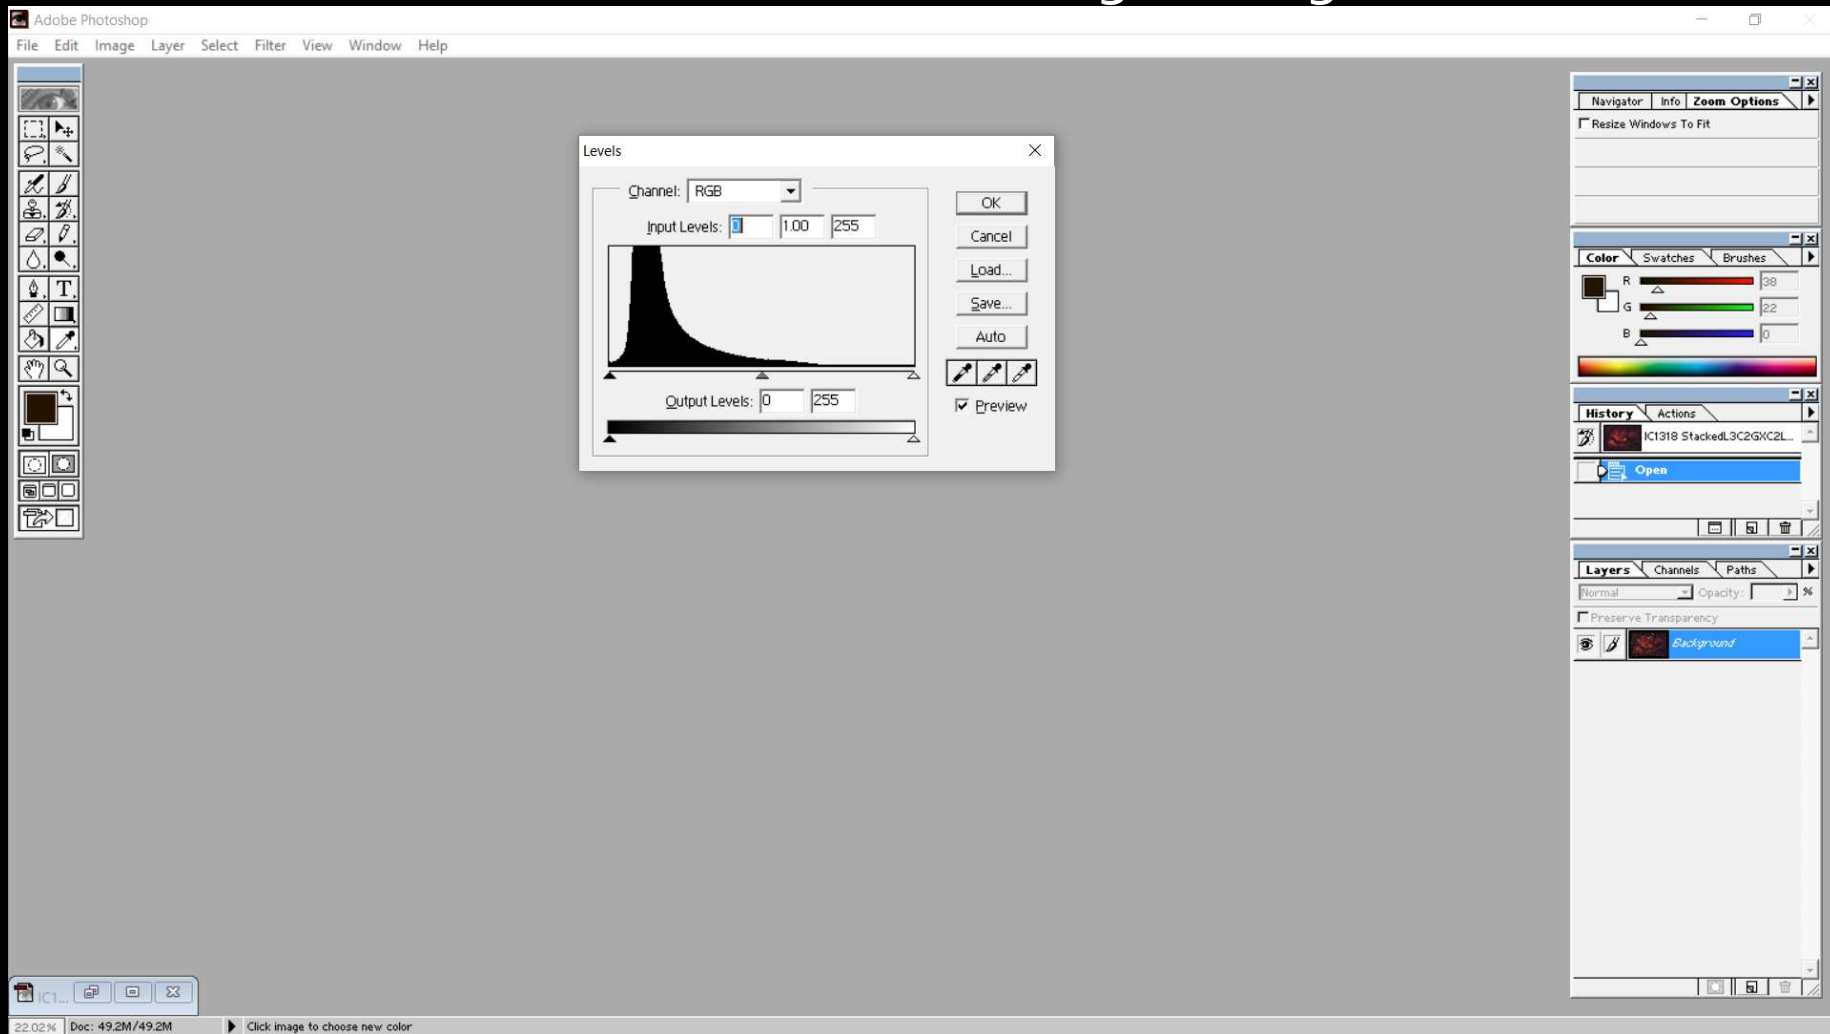 Adobe Photoshop
File Edit Image Layer Select Filter View Window Help
Levels
Channel: RGB
Input Levels: 0 1.00 255
Output Levels: 0 255
OK
Cancel
Load...
Save...
Auto
Preview
Navigator Info Zoom Options
Resize Windows To Fit
Color Swatches Brushes
R 38
G 22
B 0
History Actions
IC1318 StackedL3C2GXC2L...
Open
Layers Channels Paths
Normal Opacity: %
Preserve Transparency
Background
T
IC1...
22.02% Doc: 49.2M/49.2M Click image to choose new color